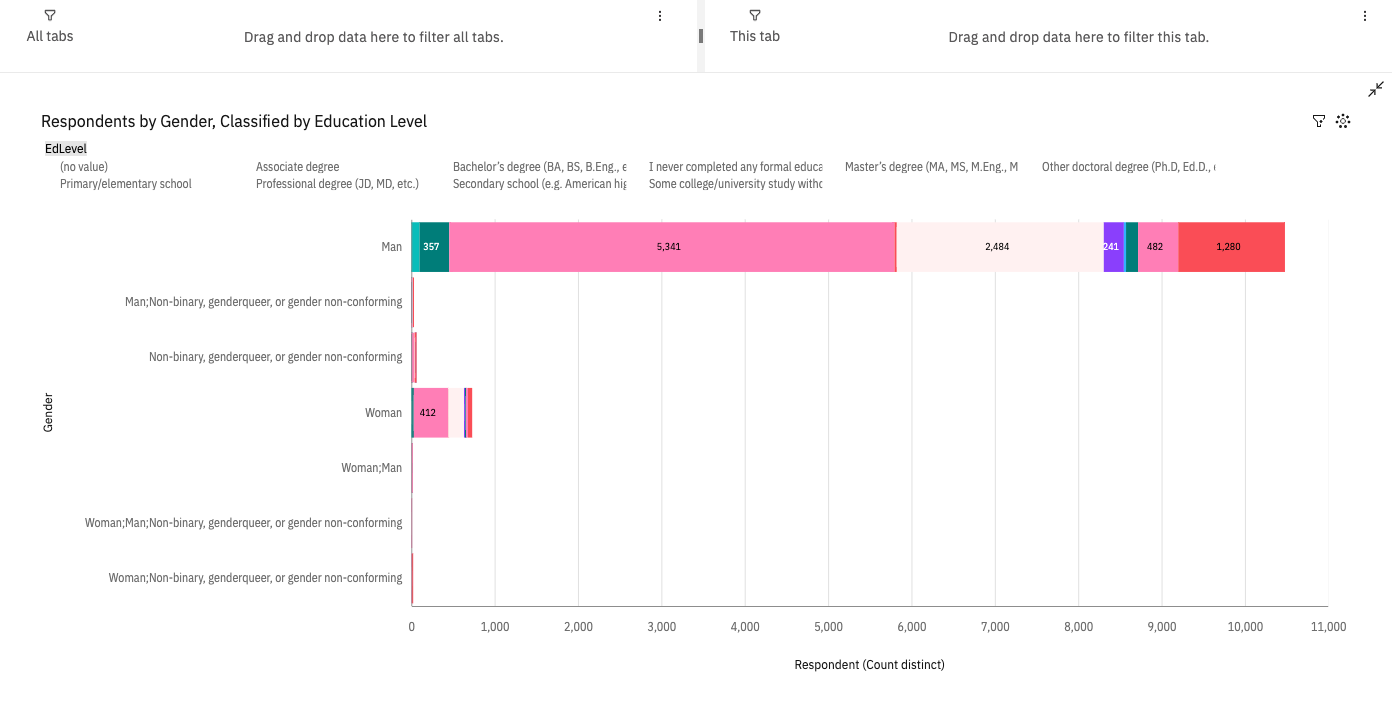 All tabs
Drag and drop data here to filter all tabs.
This tab
Drag and drop data here to filter this tab.
Respondents by Gender, Classified by Education Level
EdLevel
(no value)
Associate degree
Bachelor's degree (BA, BS, B.Eng., e
I never completed any formal educa
Master's degree (MA, MS, M.Eng., M
Other doctoral degree (Ph.D, Ed.D.,
Primary/elementary school
Professional degree (JD, MD, etc.)
Secondary school (e.g. American hig
Some college/university study witho
Gender
Man
357
5,341
2,484
241
482
1,280
Man;Non-binary, genderqueer, or gender non-conforming
Non-binary, genderqueer, or gender non-conforming
Woman
412
Woman;Man
Woman;Man;Non-binary, genderqueer, or gender non-conforming
Woman;Non-binary, genderqueer, or gender non-conforming
0 1,000 2,000 3,000 4,000 5,000 6,000 7,000 8,000 9,000 10,000 11,000
Respondent (Count distinct)